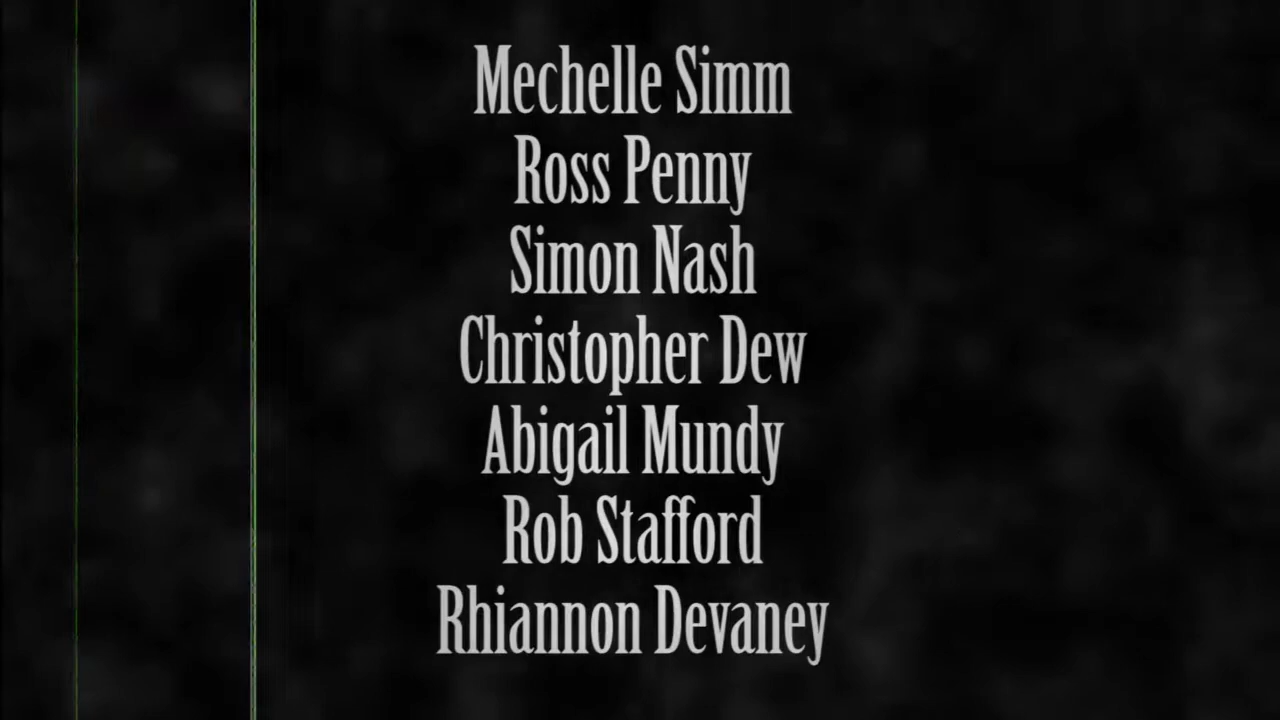 Mechelle Simm
Ross Penny
Simon Nash
Christopher Dew
Abigail Mundy
Rob Stafford
Rhiannon Devaney